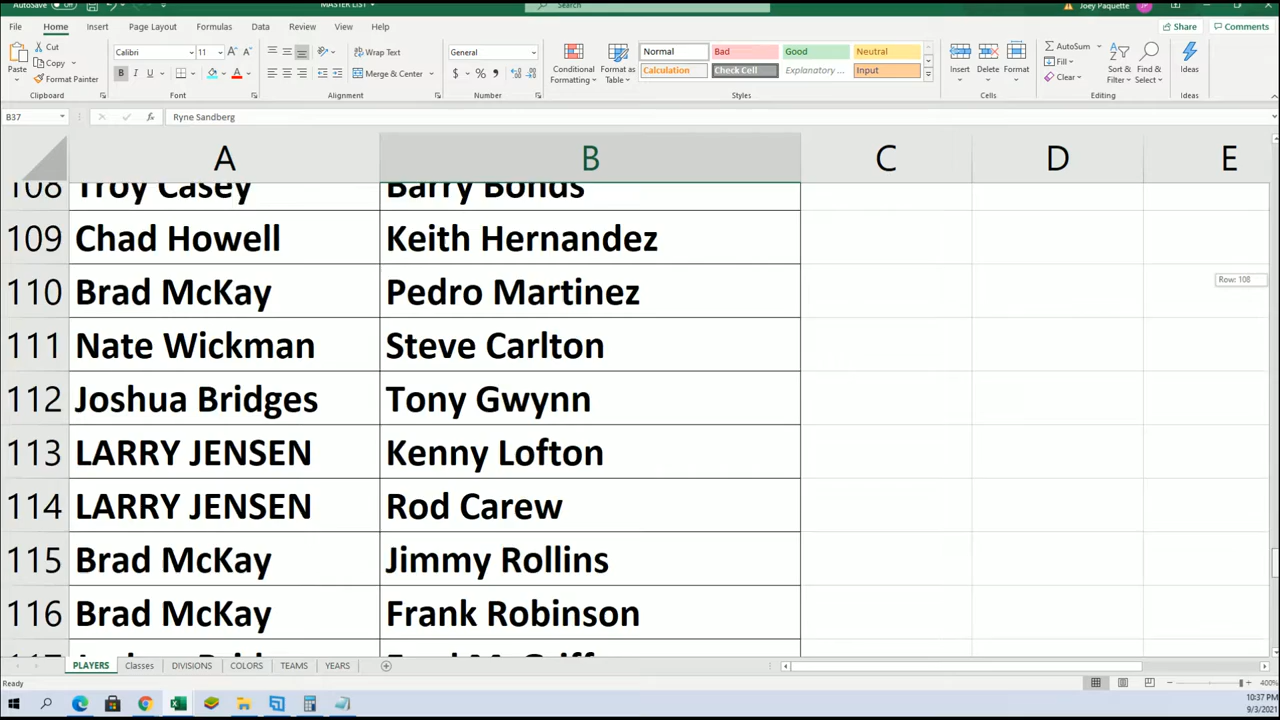 AutoSave Off MASTER LIST Search Joey Paquette JP
File Home Insert Page Layout Formulas Data Review View Help Share Comments
Cut Calibri 11 Wrap Text General Normal Bad Good Neutral AutoSum
Paste Copy Format Painter B I U Merge & Center $ % Conditional Formatting Format as Table Calculation Check Cell Explanatory ... Input Insert Delete Format Fill Clear Sort & Filter Find & Select Ideas
Clipboard Font Alignment Number Styles Cells Editing Ideas
B37 fx Ryne Sandberg
A B C D E
108 Troy Casey Barry Bonds
109 Chad Howell Keith Hernandez
110 Brad McKay Pedro Martinez
Row: 108
111 Nate Wickman Steve Carlton
112 Joshua Bridges Tony Gwynn
113 LARRY JENSEN Kenny Lofton
114 LARRY JENSEN Rod Carew
115 Brad McKay Jimmy Rollins
116 Brad McKay Frank Robinson
PLAYERS Classes DIVISIONS COLORS TEAMS YEARS
Ready 400%
10:37 PM
9/3/2021